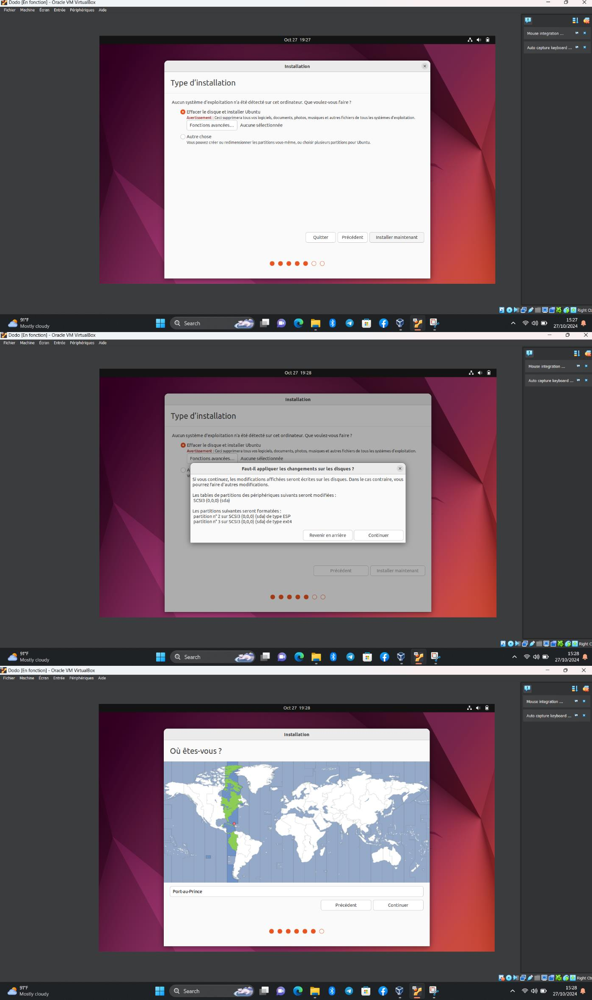 Dodo [En fonction] - Oracle VM VirtualBox
Fichier Machine Écran Entrée Périphériques Aide
Mouse integration ...
Auto capture keyboard ...
Oct 27 19:27
Installation
Type d'installation
Aucun système d'exploitation n'a été détecté sur cet ordinateur. Que voulez-vous faire ?
Effacer le disque et installer Ubuntu
Avertissement : Ceci supprimera tous vos logiciels, documents, photos, musiques et autres fichiers de tous les systèmes d'exploitation.
Fonctions avancées... Aucune sélectionnée
Autre chose
Vous pouvez créer ou redimensionner les partitions vous-même, ou choisir plusieurs partitions pour Ubuntu.
Quitter Précédent Installer maintenant
Right Ct
91°F
Mostly cloudy
Search
15:27
27/10/2024
Dodo [En fonction] - Oracle VM VirtualBox
Fichier Machine Écran Entrée Périphériques Aide
Mouse integration ...
Auto capture keyboard ...
Oct 27 19:28
Installation
Type d'installation
Aucun système d'exploitation n'a été détecté sur cet ordinateur. Que voulez-vous faire ?
Effacer le disque et installer Ubuntu
Avertissement : Ceci supprimera tous vos logiciels, documents, photos, musiques et autres fichiers de tous les systèmes d'exploitation.
Fonctions avancées... Aucune sélectionnée
A
Vo
Faut-il appliquer les changements sur les disques ?
Si vous continuez, les modifications affichées seront écrites sur les disques. Dans le cas contraire, vous
pourrez faire d'autres modifications.
Les tables de partitions des périphériques suivants seront modifiées :
SCSI3 (0,0,0) (sda)
Les partitions suivantes seront formatées :
partition n° 2 sur SCSI3 (0,0,0) (sda) de type ESP
partition n° 3 sur SCSI3 (0,0,0) (sda) de type ext4
Revenir en arrière Continuer
Précédent Installer maintenant
Right C
91°F
Mostly cloudy
Search
15:28
27/10/2024
Dodo [En fonction] - Oracle VM VirtualBox
Fichier Machine Écran Entrée Périphériques Aide
Mouse integration ...
Auto capture keyboard ...
Oct 27 19:28
Installation
Où êtes-vous ?
Port-au-Prince
Précédent Continuer
Right Ctr
91°F
Mostly cloudy
Search
15:28
27/10/2024